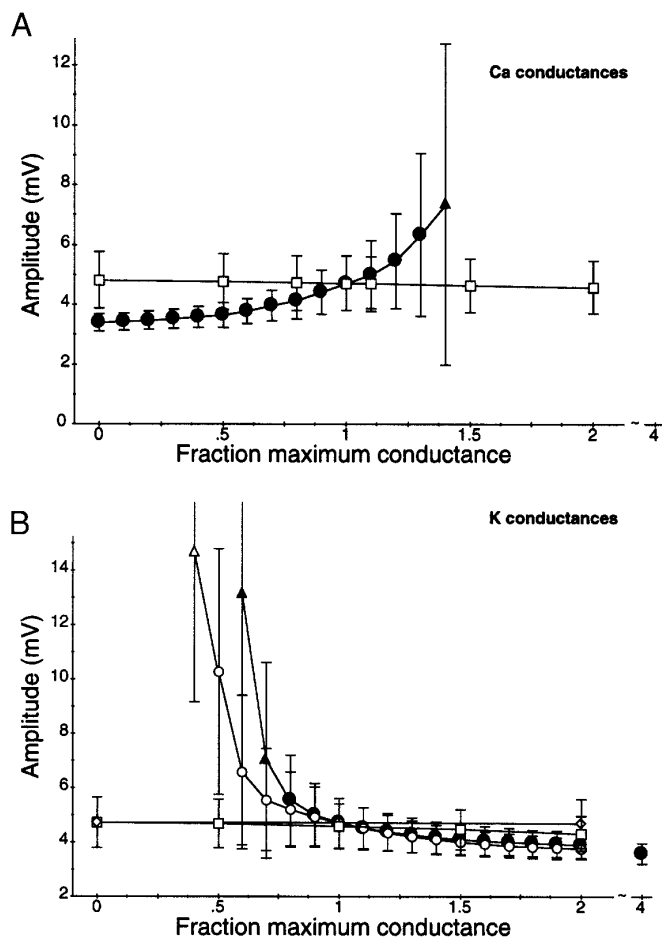 A
Ca conductances
Amplitude (mV)
12
10
8
6
4
2
0
0 .5 1 1.5 2 ~ 4
Fraction maximum conductance
B
K conductances
Amplitude (mV)
14
12
10
8
6
4
2
0 .5 1 1.5 2 ~ 4
Fraction maximum conductance